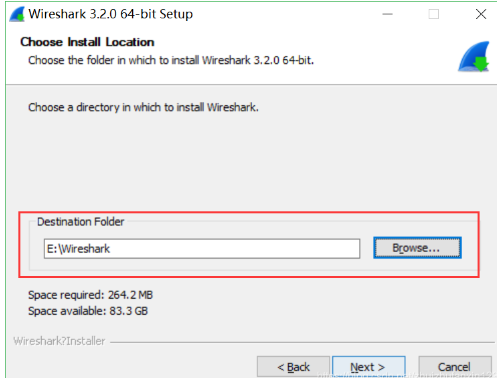 Wireshark 3.2.0 64-bit Setup
Choose Install Location
Choose the folder in which to install Wireshark 3.2.0 64-bit.
Choose a directory in which to install Wireshark.
Destination Folder
E:\Wireshark
Browse...
Space required: 264.2 MB
Space available: 83.3 GB
Wireshark?Installer
< Back
Next >
Cancel